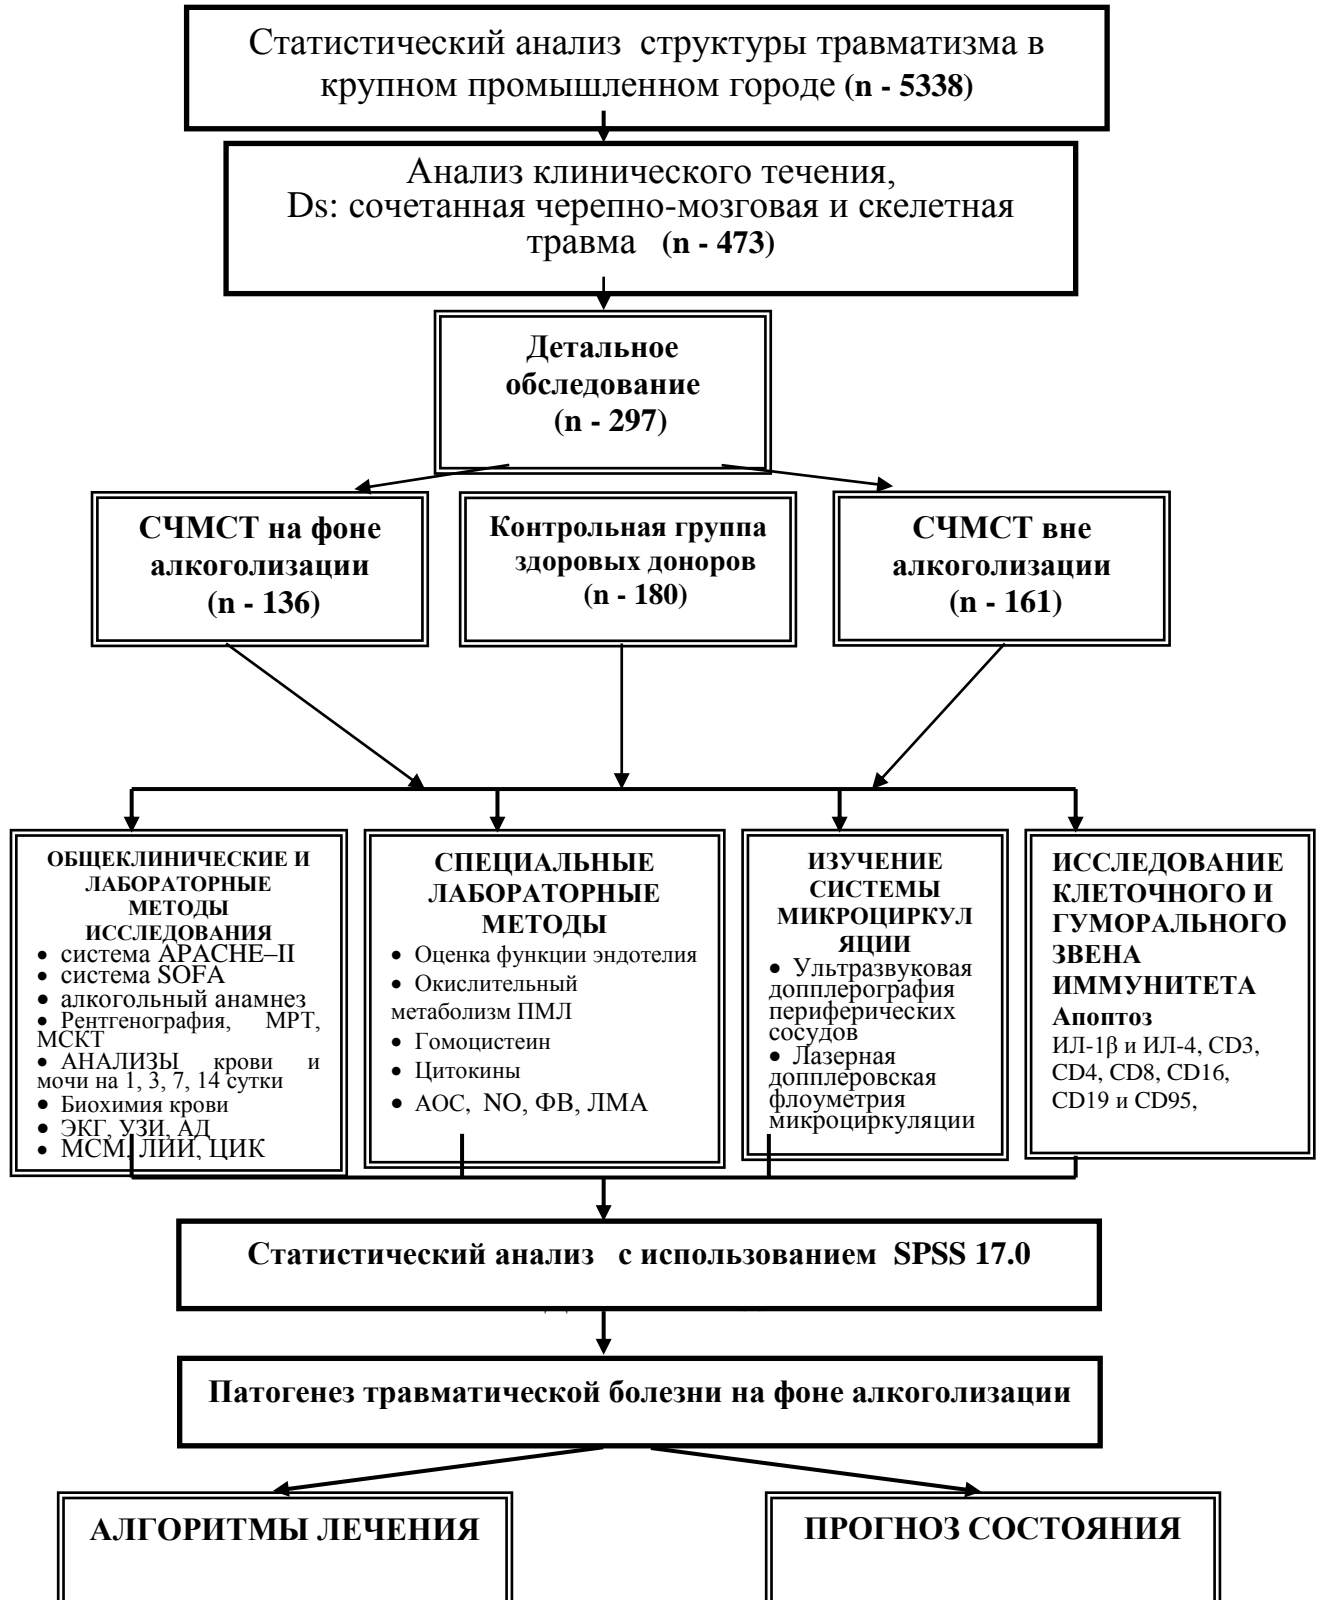 Статистический анализ структуры травматизма в
крупном промышленном городе (n - 5338)
Анализ клинического течения,
Ds: сочетанная черепно-мозговая и скелетная
травма (n - 473)
Детальное
обследование
(n - 297)
СЧМСТ на фоне
алкоголизации
(n - 136)
Контрольная группа
здоровых доноров
(n - 180)
СЧМСТ вне
алкоголизации
(n - 161)
ОБЩЕКЛИНИЧЕСКИЕ И
ЛАБОРАТОРНЫЕ
МЕТОДЫ
ИССЛЕДОВАНИЯ
• система APACHE–II
• система SOFA
• алкогольный анамнез
• Рентгенография, МРТ,
МСКТ
• АНАЛИЗЫ крови и
мочи на 1, 3, 7, 14 сутки
• Биохимия крови
• ЭКГ, УЗИ, АД
• МСМ, ЛИИ, ЦИК
СПЕЦИАЛЬНЫЕ
ЛАБОРАТОРНЫЕ
МЕТОДЫ
• Оценка функции эндотелия
• Окислительный
метаболизм ПМЛ
• Гомоцистеин
• Цитокины
• АОС, NO, ФВ, ЛМА
ИЗУЧЕНИЕ
СИСТЕМЫ
МИКРОЦИРКУЛ
ЯЦИИ
• Ультразвуковая
допплерография
периферических
сосудов
• Лазерная
допплеровская
флоуметрия
микроциркуляции
ИССЛЕДОВАНИЕ
КЛЕТОЧНОГО И
ГУМОРАЛЬНОГО
ЗВЕНА
ИММУНИТЕТА
Апоптоз
ИЛ-1β и ИЛ-4, CD3,
CD4, CD8, CD16,
CD19 и CD95,
Статистический анализ с использованием SPSS 17.0
Патогенез травматической болезни на фоне алкоголизации
АЛГОРИТМЫ ЛЕЧЕНИЯ
ПРОГНОЗ СОСТОЯНИЯ